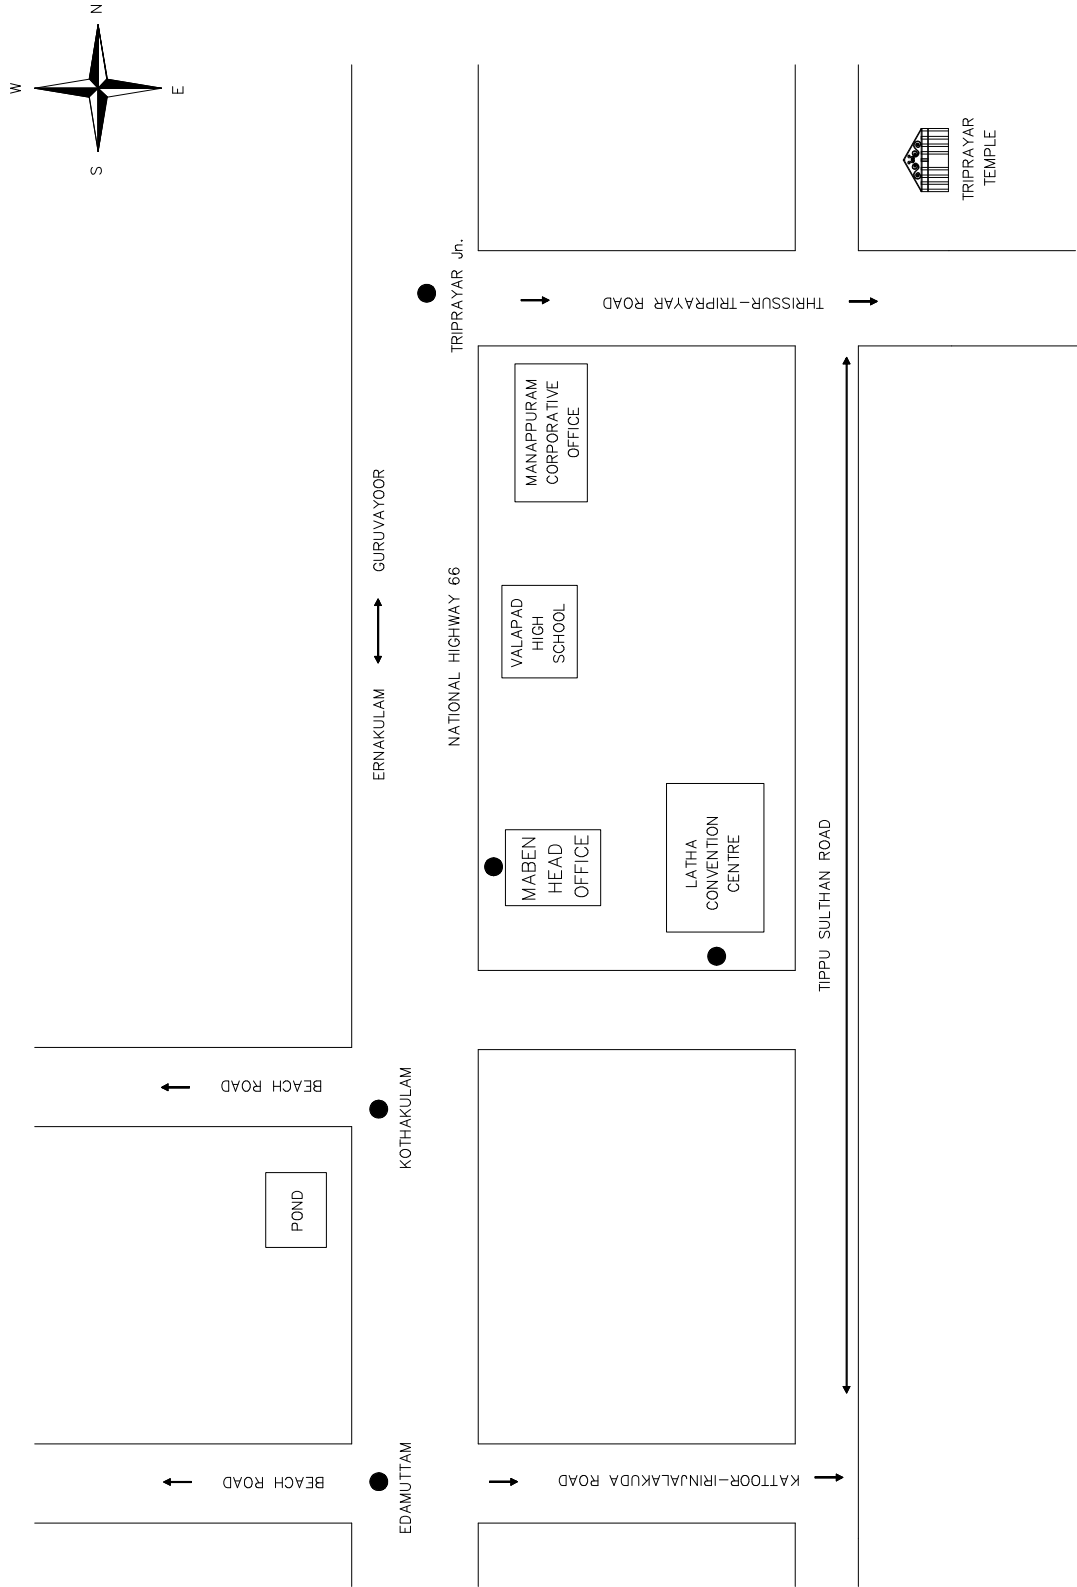 N
W
E
S
TRIPRAYAR
TEMPLE
TRIPRAYAR Jn.
THRISSUR-TRIPRAYAR ROAD
MANAPPURAM
CORPORATIVE
OFFICE
GURUVAYOOR
ERNAKULAM
NATIONAL HIGHWAY 66
VALAPAD
HIGH
SCHOOL
MABEN
HEAD
OFFICE
LATHA
CONVENTION
CENTRE
TIPPU SULTHAN ROAD
BEACH ROAD
KOTHAKULAM
POND
BEACH ROAD
EDAMUTTAM
KATTOOR-IRINJALAKUDA ROAD